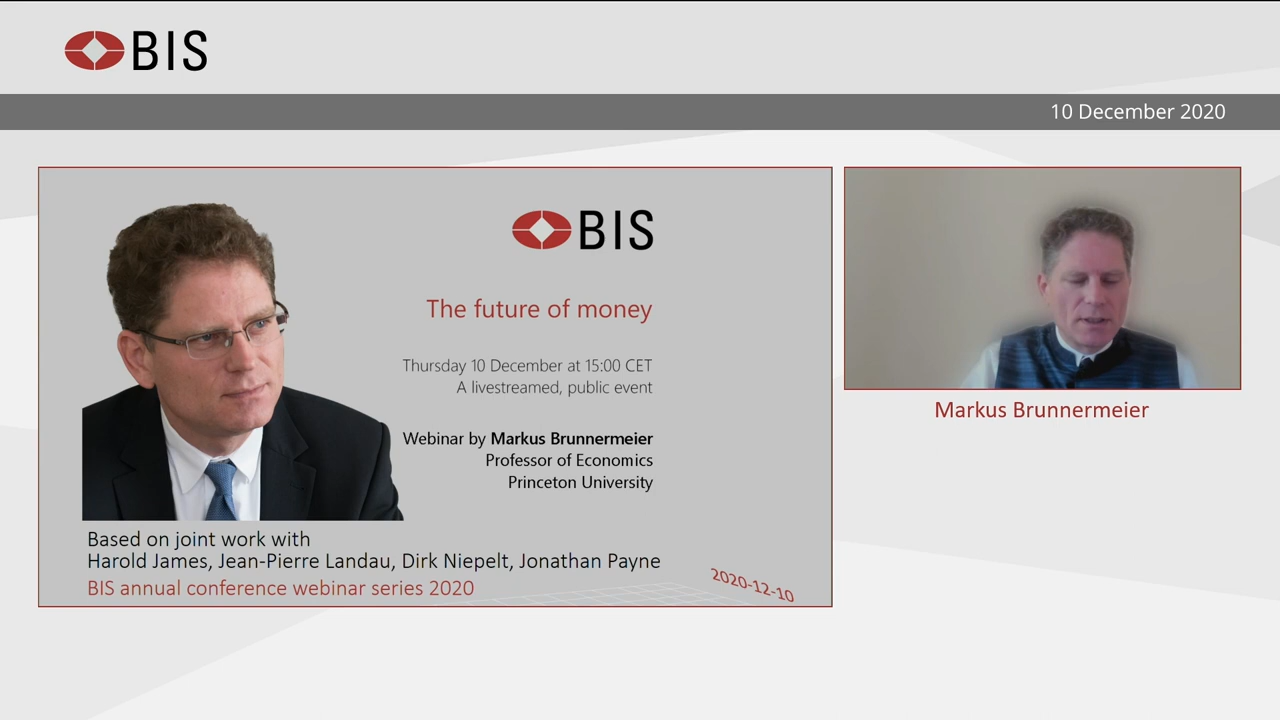 BIS
10 December 2020
BIS
The future of money
Thursday 10 December at 15:00 CET
A livestreamed, public event
Webinar by Markus Brunnermeier
Professor of Economics
Princeton University
Based on joint work with
Harold James, Jean-Pierre Landau, Dirk Niepelt, Jonathan Payne
BIS annual conference webinar series 2020
2020-12-10
Markus Brunnermeier